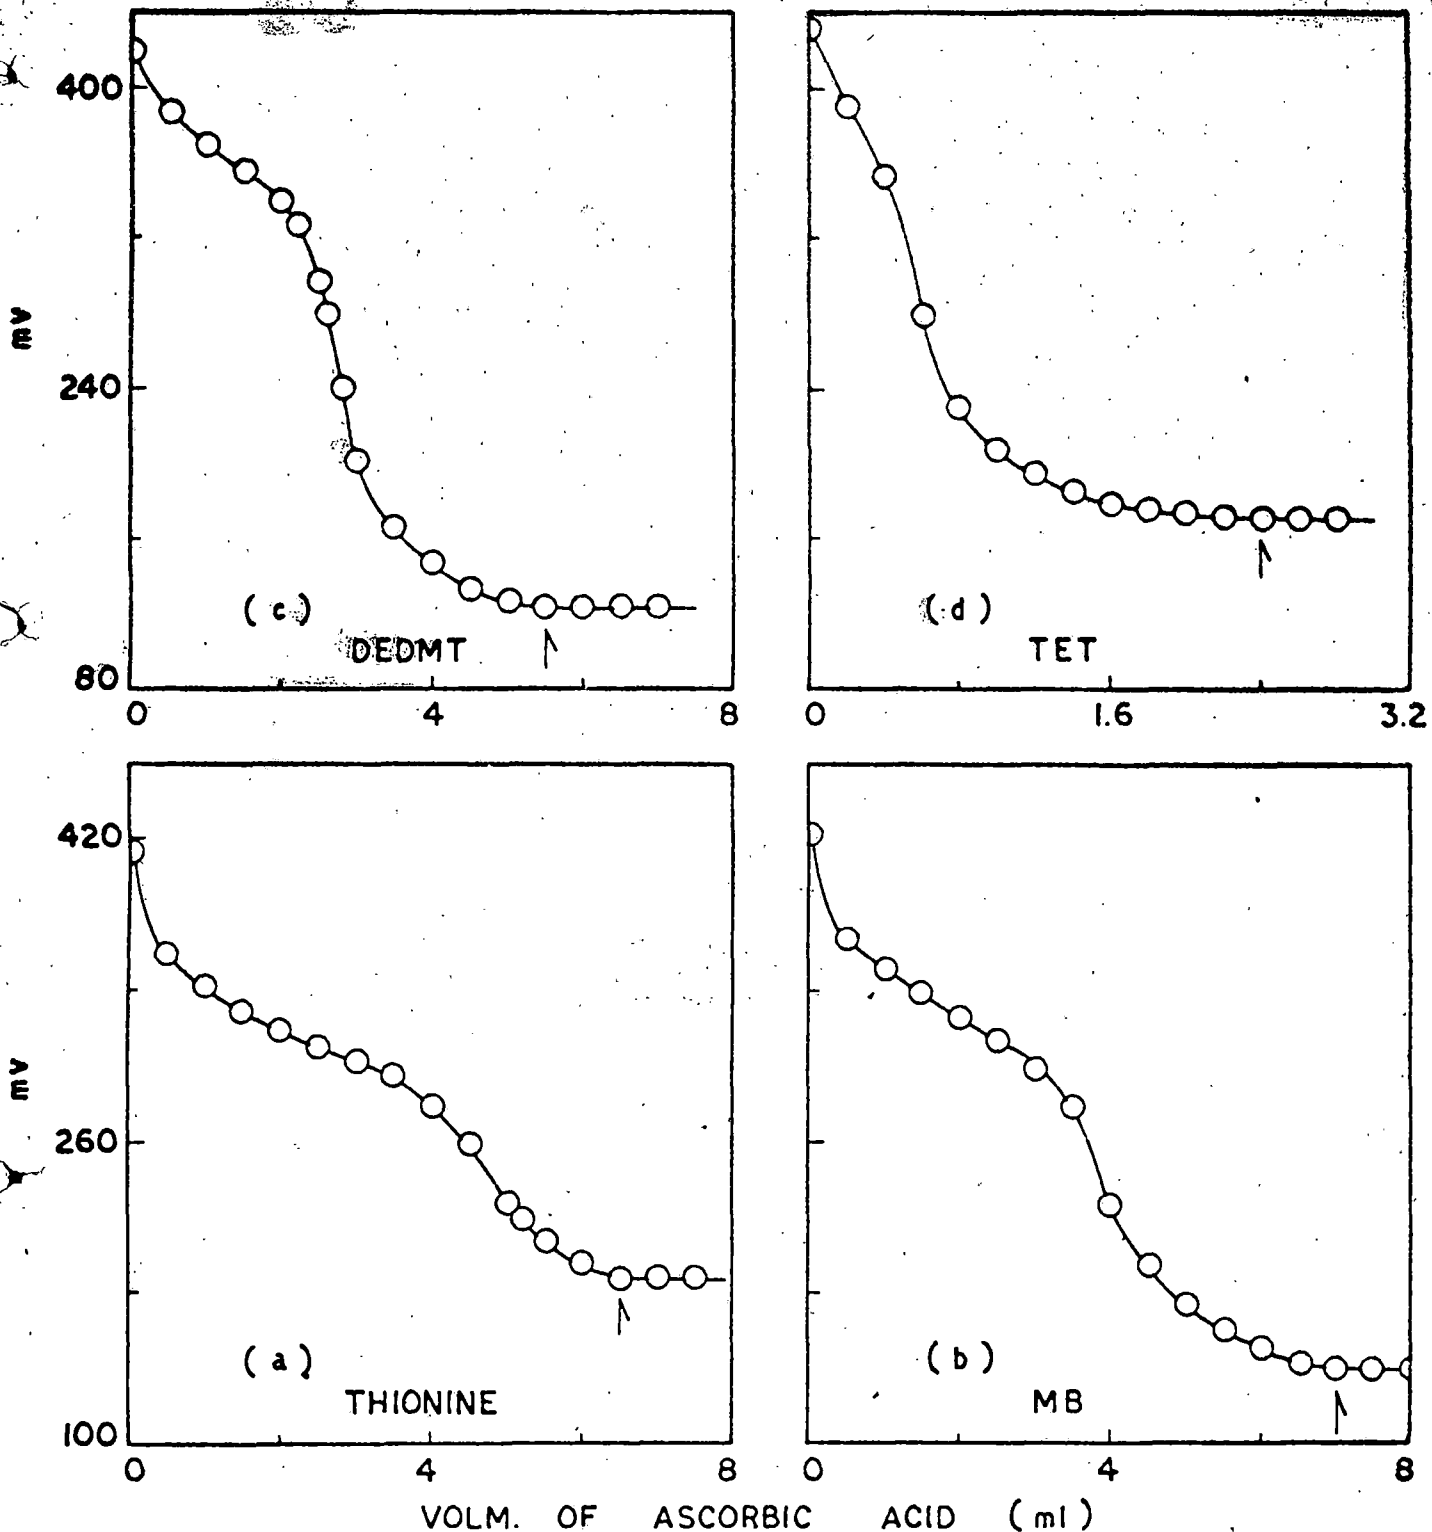 400
240
80
mv
(c)
DEDMT
0 4 8
(d)
TET
0 1.6 3.2
420
260
100
mv
(a)
THIONINE
0 4 8
(b)
MB
0 4 8
VOLM. OF ASCORBIC ACID (ml)